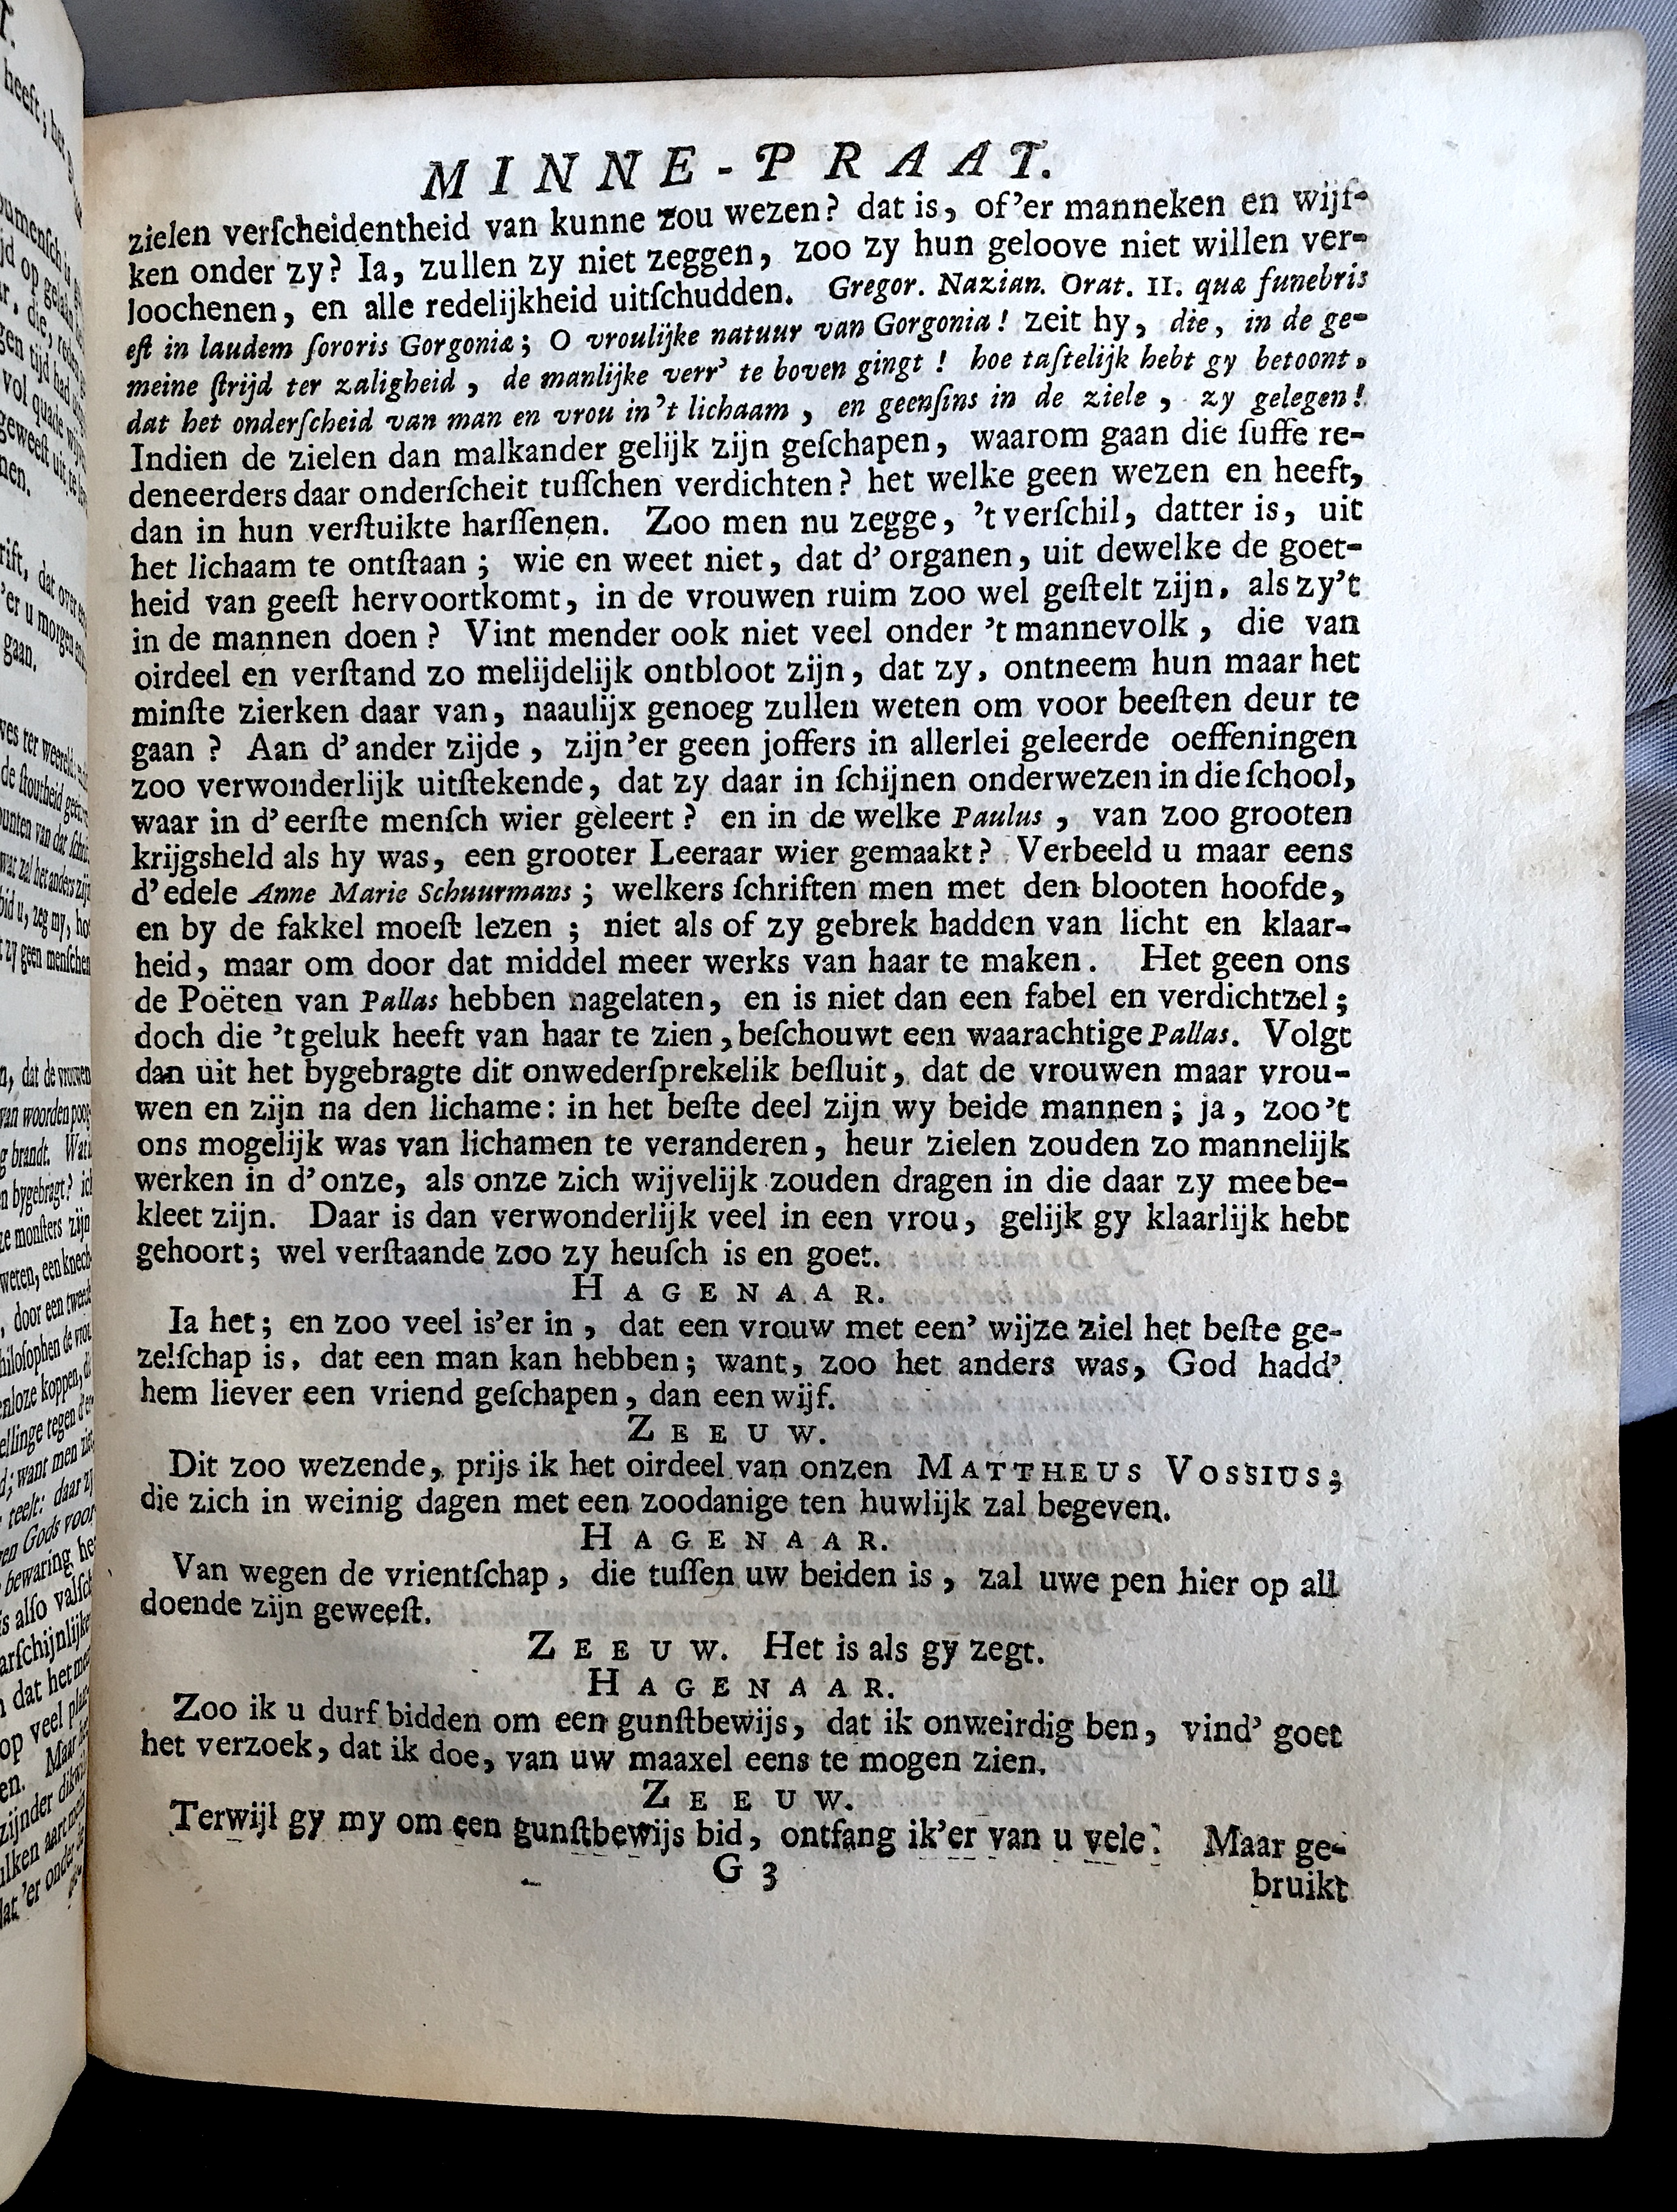 MINNE-PRAAT.
zielen verſcheidentheid van kunne zou wezen? dat is, of'er manneken en wijf-
ken onder zy? Ia, zullen zy niet zeggen, zoo zy hun geloove niet willen ver-
loochenen, en alle redelijkheid uitſchudden. Gregor. Nazian. Orat. II. quæ funebris
eſt in laudem ſororis Gorgoniæ; O vroulijke natuur van Gorgonia! zeit hy, die, in de ge-
meine ſtrijd ter zaligheid, de manlijke verr' te boven gingt! hoe taſtelijk hebt gy betoont,
dat het onderſcheid van man en vrou in't lichaam, en geenſins in de ziele, zy gelegen!
Indien de zielen dan malkander gelijk zijn geſchapen, waarom gaan die ſuffe re-
deneerders daar onderſcheit tuſſchen verdichten? het welke geen wezen en heeft,
dan in hun verſtuikte harſſenen. Zoo men nu zegge, 't verſchil, datter is, uit
het lichaam te ontſtaan; wie en weet niet, dat d'organen, uit dewelke de goet-
heid van geeſt hervoortkomt, in de vrouwen ruim zoo wel geſtelt zijn, als zy't
in de mannen doen? Vint mender ook niet veel onder 't mannevolk, die van
oirdeel en verſtand zo melijdelijk ontbloot zijn, dat zy, ontneem hun maar het
minſte zierken daar van, naaulijx genoeg zullen weten om voor beeſten deur te
gaan? Aan d'ander zijde, zijn'er geen joffers in allerlei geleerde oeffeningen
zoo verwonderlijk uitſtekende, dat zy daar in ſchijnen onderwezen in die ſchool,
waar in d'eerſte menſch wier geleert? en in de welke Paulus, van zoo grooten
krijgsheld als hy was, een grooter Leeraar wier gemaakt? Verbeeld u maar eens
d'edele Anne Marie Schuurmans; welkers ſchriften men met den blooten hoofde,
en by de fakkel moeſt lezen; niet als of zy gebrek hadden van licht en klaar-
heid, maar om door dat middel meer werks van haar te maken. Het geen ons
de Poëten van Pallas hebben nagelaten, en is niet dan een fabel en verdichtzel;
doch die 't geluk heeft van haar te zien, beſchouwt een waarachtige Pallas. Volgt
dan uit het bygebragte dit onwederſprekelik beſluit, dat de vrouwen maar vrou-
wen en zijn na den lichame: in het beſte deel zijn wy beide mannen; ja, zoo't
ons mogelijk was van lichamen te veranderen, heur zielen zouden zo mannelijk
werken in d'onze, als onze zich wijvelijk zouden dragen in die daar zy mee be-
kleet zijn. Daar is dan verwonderlijk veel in een vrou, gelijk gy klaarlijk hebt
gehoort; wel verſtaande zoo zy heuſch is en goet.
HAGENAAR.
Ia het; en zoo veel is'er in, dat een vrouw met een' wijze ziel het beſte ge-
zelſchap is, dat een man kan hebben; want, zoo het anders was, God hadd'
hem liever een vriend geſchapen, dan een wijf.
ZEEUW.
Dit zoo wezende, prijs ik het oirdeel van onzen MATTHEUS VOSSIUS;
die zich in weinig dagen met een zoodanige ten huwlijk zal begeven.
HAGENAAR.
Van wegen de vrientſchap, die tuſſen uw beiden is, zal uwe pen hier op all
doende zijn geweeſt.
ZEEUW. Het is als gy zegt.
HAGENAAR.
Zoo ik u durf bidden om een gunſtbewijs, dat ik onweirdig ben, vind' goet
het verzoek, dat ik doe, van uw maaxel eens te mogen zien.
ZEEUW.
Terwijl gy my om een gunſtbewijs bid, ontfang ik'er van u vele. Maar ge-
G 3
bruikt